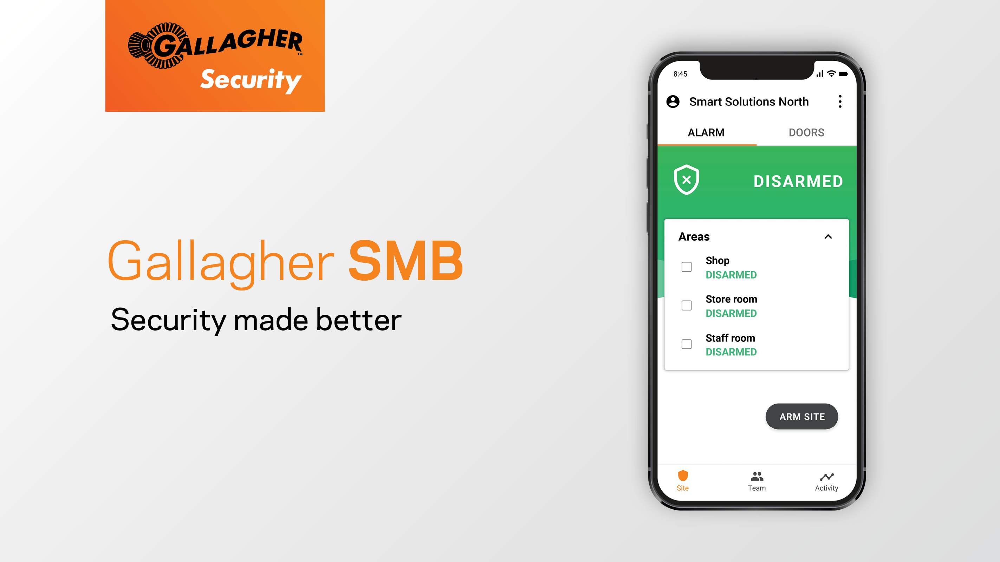 GALLAGHER™
Security
Gallagher SMB
Security made better
8:45
Smart Solutions North
ALARM DOORS
DISARMED
Areas
Shop
DISARMED
Store room
DISARMED
Staff room
DISARMED
ARM SITE
Site Team Activity